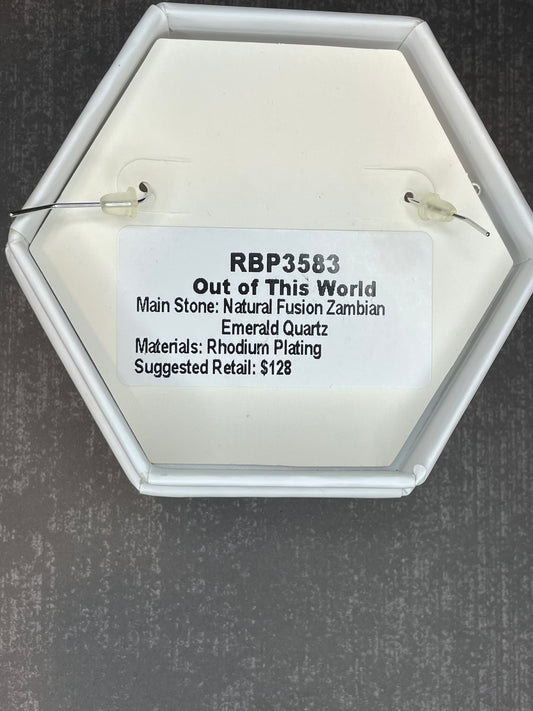 RBP3583
Out of This World
Main Stone: Natural Fusion Zambian
Emerald Quartz
Materials: Rhodium Plating
Suggested Retail: $128